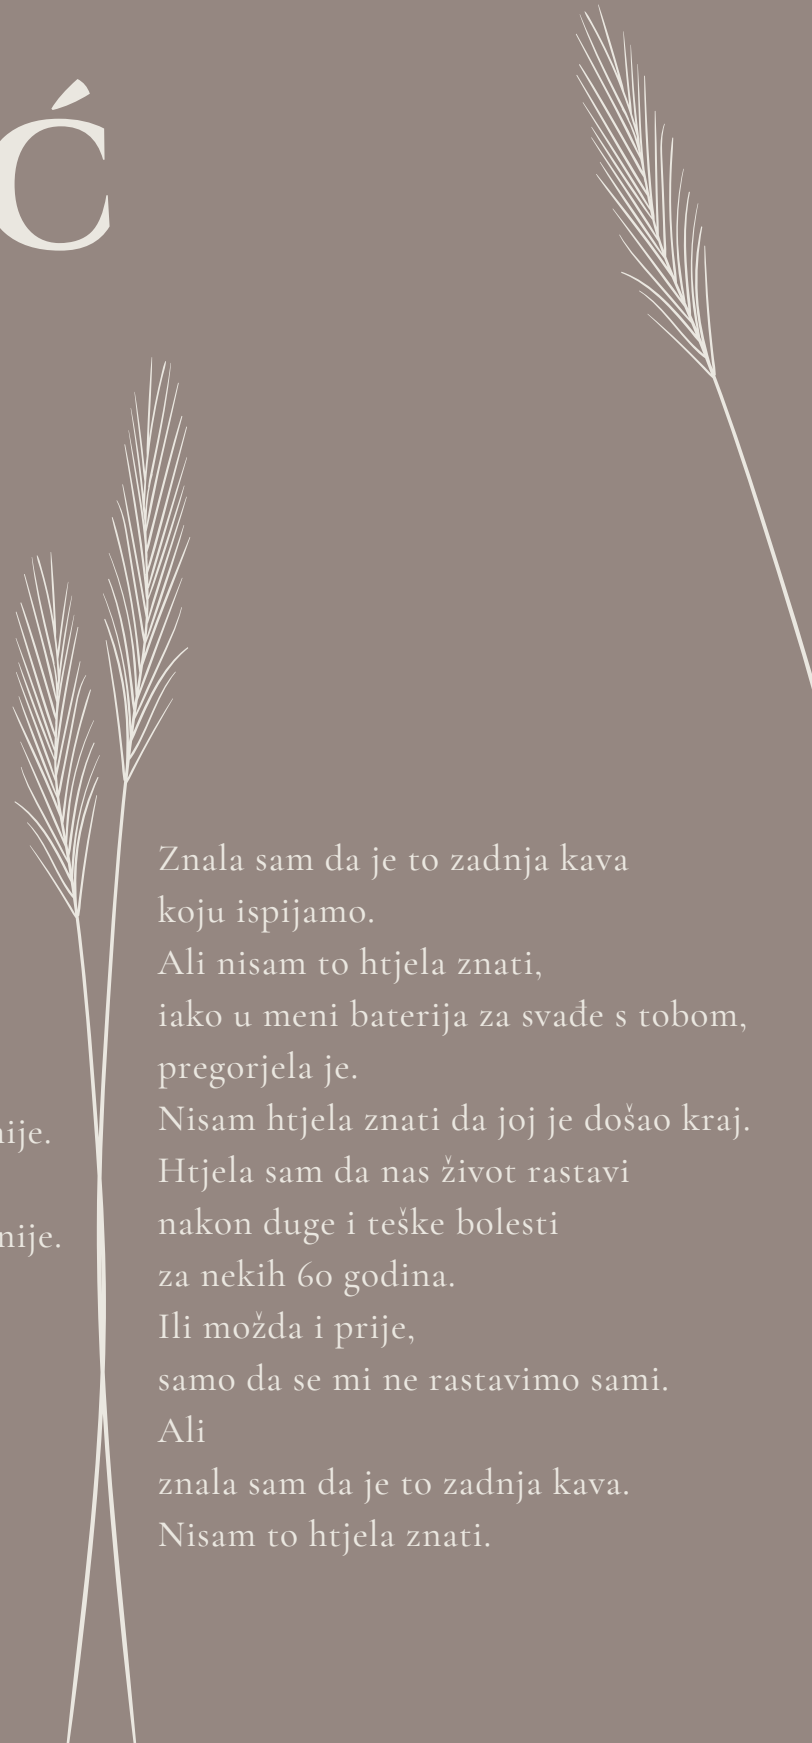 Ć
nije.
nije.
Znala sam da je to zadnja kava
koju ispijamo.
Ali nisam to htjela znati,
iako u meni baterija za svađe s tobom,
pregorjela je.
Nisam htjela znati da joj je došao kraj.
Htjela sam da nas život rastavi
nakon duge i teške bolesti
za nekih 60 godina.
Ili možda i prije,
samo da se mi ne rastavimo sami.
Ali
znala sam da je to zadnja kava.
Nisam to htjela znati.